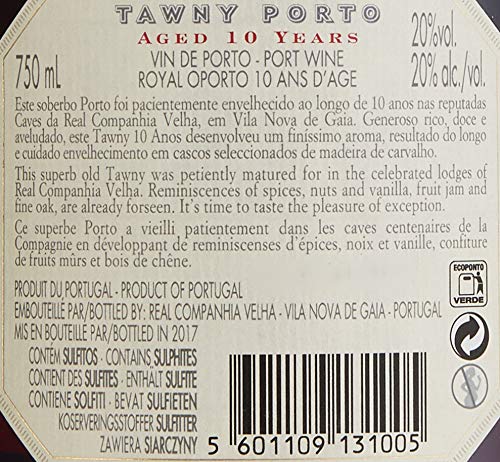 TAWNY PORTO
AGED 10 YEARS
750 mL
20%vol.
VIN DE PORTO - PORT WINE
20% alc./vol
ROYAL OPORTO 10 ANS D'AGE
Este soberbo Porto foi pacientemente envelhecido ao longo de 10 anos nas reputadas
Caves da Real Companhia Velha, em Vila Nova de Gaia. Generoso rico, doce e
aveludado, este Tawny 10 Anos desenvolveu um finíssimo aroma, resultado do longo
e cuidado envelhecimento em cascos seleccionados de madeira de carvalho.
This superb old Tawny was petiently matured for in the celebrated lodges of
Real Companhia Velha. Reminiscences of spices, nuts and vanilla, fruit jam and
fine oak, are already forseen. It's time to taste the pleasure of exception.
Ce superbe Porto a vieilli patientement dans les caves centenaires de la
Compagnie en développant de reminiscenses d'épices, noix et vanille, confiture
de fruits mûrs et bois de chêne.
ECOPONTO
VERDE
PRODUIT DU PORTUGAL - PRODUCT OF PORTUGAL
EMBOUTEILLÉ PAR/BOTTLED BY: REAL COMPANHIA VELHA - VILA NOVA DE GAIA - PORTUGAL
MIS EN BOUTEILLE PAR/BOTTLED IN 2017
CONTÉM SULFITOS - CONTAINS SULPHITES
CONTIENT DES SULFITES - ENTHÄLT SULFITE
CONTIENE SOLFITI - BEVAT SULFIETEN
KOSERVERINGSSTOFFER SULFITTER
ZAWIERA SIARCZYNY
5 601109 131005